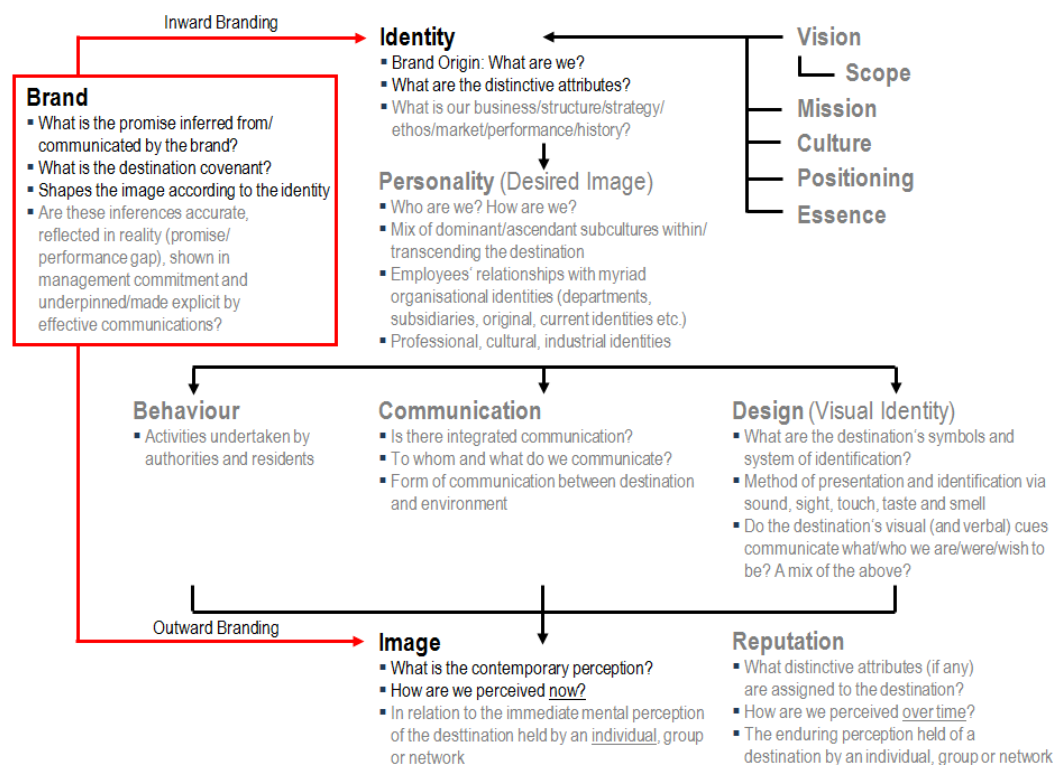 Inward Branding
Identity
▪ Brand Origin: What are we?
▪ What are the distinctive attributes?
▪ What is our business/structure/strategy/
ethos/market/performance/history?
Vision
Scope
Mission
Culture
Positioning
Essence
Brand
▪ What is the promise inferred from/
communicated by the brand?
▪ What is the destination covenant?
▪ Shapes the image according to the identity
▪ Are these inferences accurate,
reflected in reality (promise/
performance gap), shown in
management commitment and
underpinned/made explicit by
effective communications?
Personality (Desired Image)
▪ Who are we? How are we?
▪ Mix of dominant/ascendant subcultures within/
transcending the destination
▪ Employees‘ relationships with myriad
organisational identities (departments,
subsidiaries, original, current identities etc.)
▪ Professional, cultural, industrial identities
Behaviour
▪ Activities undertaken by
authorities and residents
Communication
▪ Is there integrated communication?
▪ To whom and what do we communicate?
▪ Form of communication between destination
and environment
Design (Visual Identity)
▪ What are the destination‘s symbols and
system of identification?
▪ Method of presentation and identification via
sound, sight, touch, taste and smell
▪ Do the destination‘s visual (and verbal) cues
communicate what/who we are/were/wish to
be? A mix of the above?
Outward Branding
Image
▪ What is the contemporary perception?
▪ How are we perceived now?
▪ In relation to the immediate mental perception
of the desttination held by an individual, group
or network
Reputation
▪ What distinctive attributes (if any)
are assigned to the destination?
▪ How are we perceived over time?
▪ The enduring perception held of a
destination by an individual, group or network